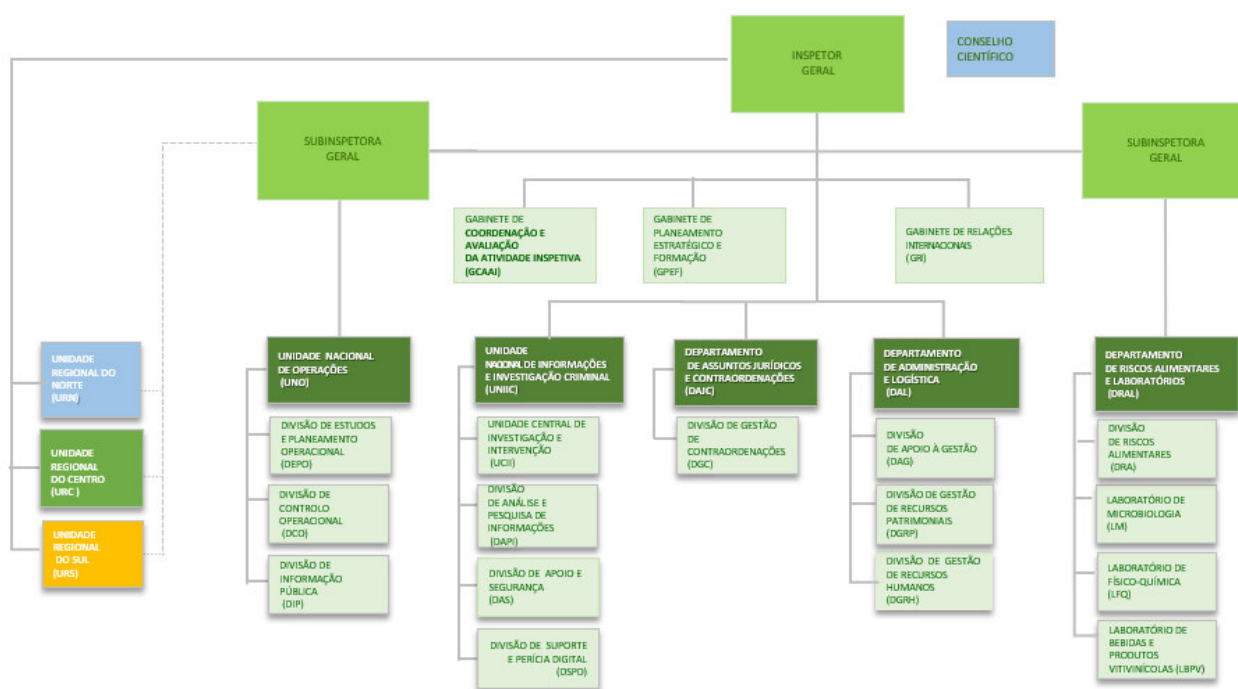 INSPETOR
GERAL
CONSELHO
CIENTÍFICO
SUBINSPETORA
GERAL
SUBINSPETORA
GERAL
GABINETE DE
COORDENAÇÃO E
AVALIAÇÃO
DA ATIVIDADE INSPETIVA
(GCAAI)
GABINETE DE
PLANEAMENTO
ESTRATÉGICO E
FORMAÇÃO
(GPEF)
GABINETE DE RELAÇÕES
INTERNACIONAIS
(GRI)
UNIDADE
REGIONAL DO
NORTE
(URN)
UNIDADE
REGIONAL
DO CENTRO
(URC )
UNIDADE
REGIONAL
DO SUL
(URS)
UNIDADE NACIONAL
DE OPERAÇÕES
(UNO)
DIVISÃO DE ESTUDOS
E PLANEAMENTO
OPERACIONAL
(DEPO)
DIVISÃO DE
CONTROLO
OPERACIONAL
(DCO)
DIVISÃO DE
INFORMAÇÃO
PÚBLICA
(DIP)
UNIDADE
NACIONAL DE INFORMAÇÕES
E INVESTIGAÇÃO CRIMINAL
(UNIIC)
UNIDADE CENTRAL DE
INVESTIGAÇÃO E
INTERVENÇÃO
(UCII)
DIVISÃO
DE ANÁLISE E
PESQUISA DE
INFORMAÇÕES
(DAPI)
DIVISÃO DE APOIO E
SEGURANÇA
(DAS)
DIVISÃO DE SUPORTE
E PERÍCIA DIGITAL
(DSPD)
DEPARTAMENTO
DE ASSUNTOS JURÍDICOS
E CONTRAORDENAÇÕES
(DAJC)
DIVISÃO DE GESTÃO
DE
CONTRAORDENAÇÕES
(DGC)
DEPARTAMENTO
DE ADMINISTRAÇÃO
& LOGÍSTICA
(DAL)
DIVISÃO
DE APOIO À GESTÃO
(DAG)
DIVISÃO DE GESTÃO
DE RECURSOS
PATRIMONIAIS
(DGRP)
DIVISÃO DE GESTÃO
DE RECURSOS
HUMANOS
(DGRH)
DEPARTAMENTO
DE RISCOS ALIMENTARES
E LABORATÓRIOS
(DRAL)
DIVISÃO
DE RISCOS
ALIMENTARES
(DRA)
LABORATÓRIO DE
MICROBIOLOGIA
(LM)
LABORATÓRIO DE
FÍSICO-QUÍMICA
(LFQ)
LABORATÓRIO DE
BEBIDAS E
PRODUTOS
VITIVINÍCOLAS (LBPV)